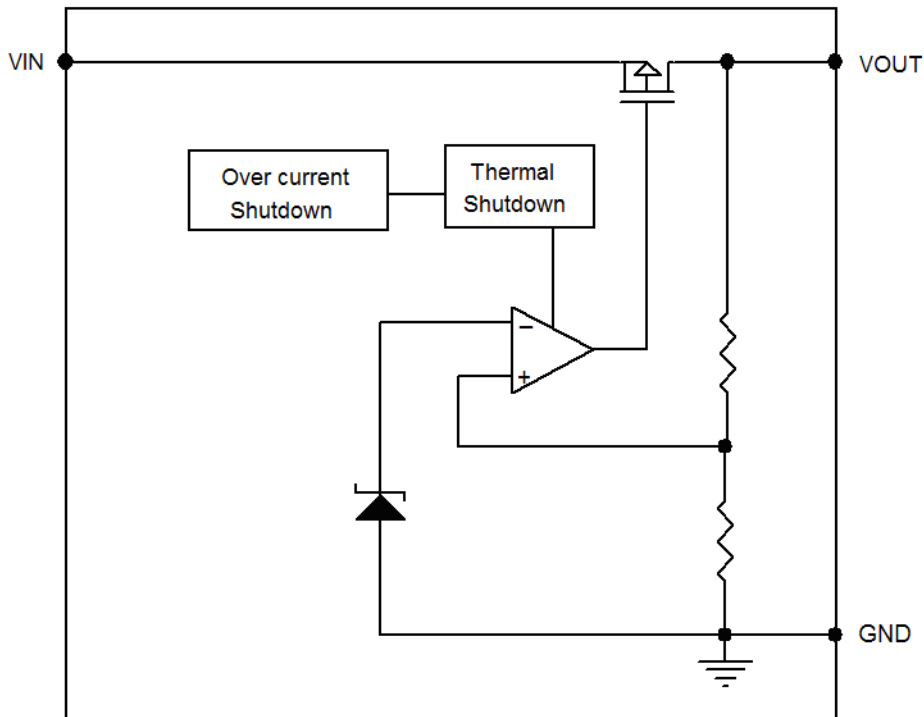 VIN
VOUT
Over current
Shutdown
Thermal
Shutdown
−
+
GND